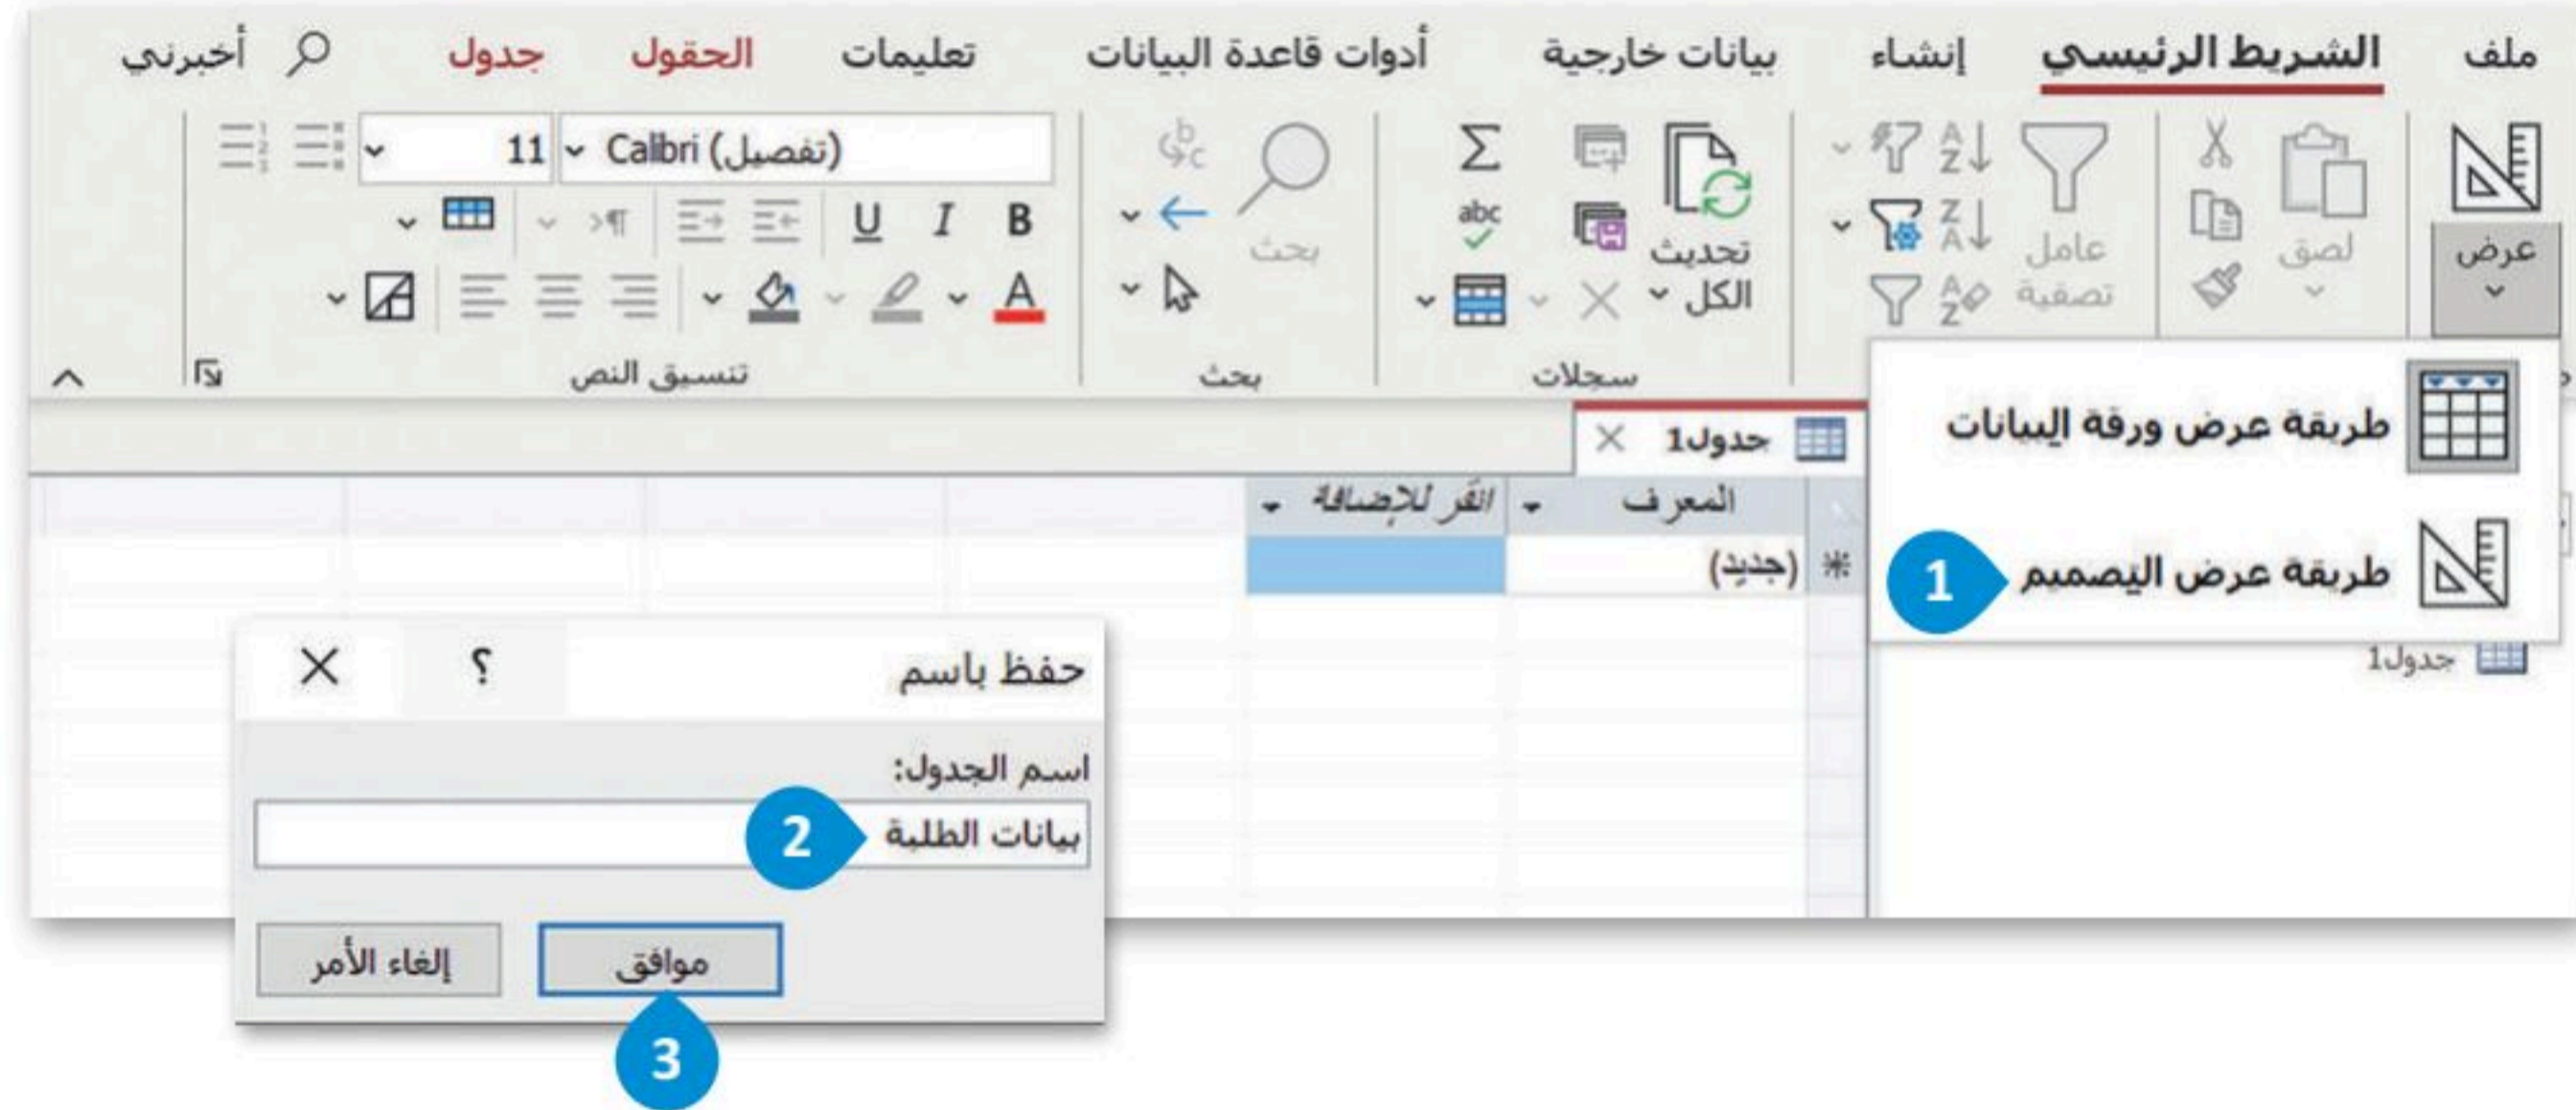 ملف الشريط الرئيسي إنشاء بيانات خارجية أدوات قاعدة البيانات تعليمات الحقول جدول أخبرني
عرض
لصق
عامل تصفية
تحديث الكل
abc
بحث
Calibri (تفصيل) 11
B I U
A
سجلات بحث تنسيق النص
طريقة عرض ورقة البيانات
طريقة عرض التصميم 1
جدول1
جدول1
المعرف انقر للإضافة
(جديد)
حفظ باسم ؟
اسم الجدول:
بيانات الطلبة 2
موافق إلغاء الأمر
3